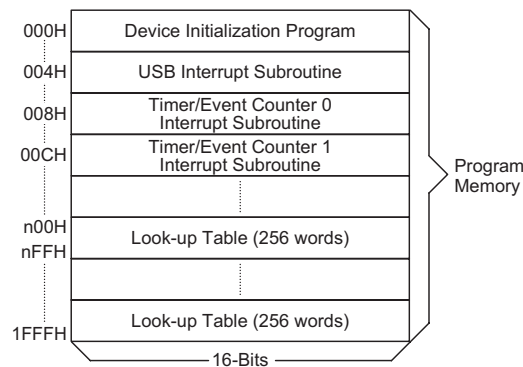 000H
Device Initialization Program
004H
USB Interrupt Subroutine
008H
Timer/Event Counter 0
Interrupt Subroutine
00CH
Timer/Event Counter 1
Interrupt Subroutine
Program
Memory
n00H
Look-up Table (256 words)
nFFH
Look-up Table (256 words)
1FFFH
16-Bits